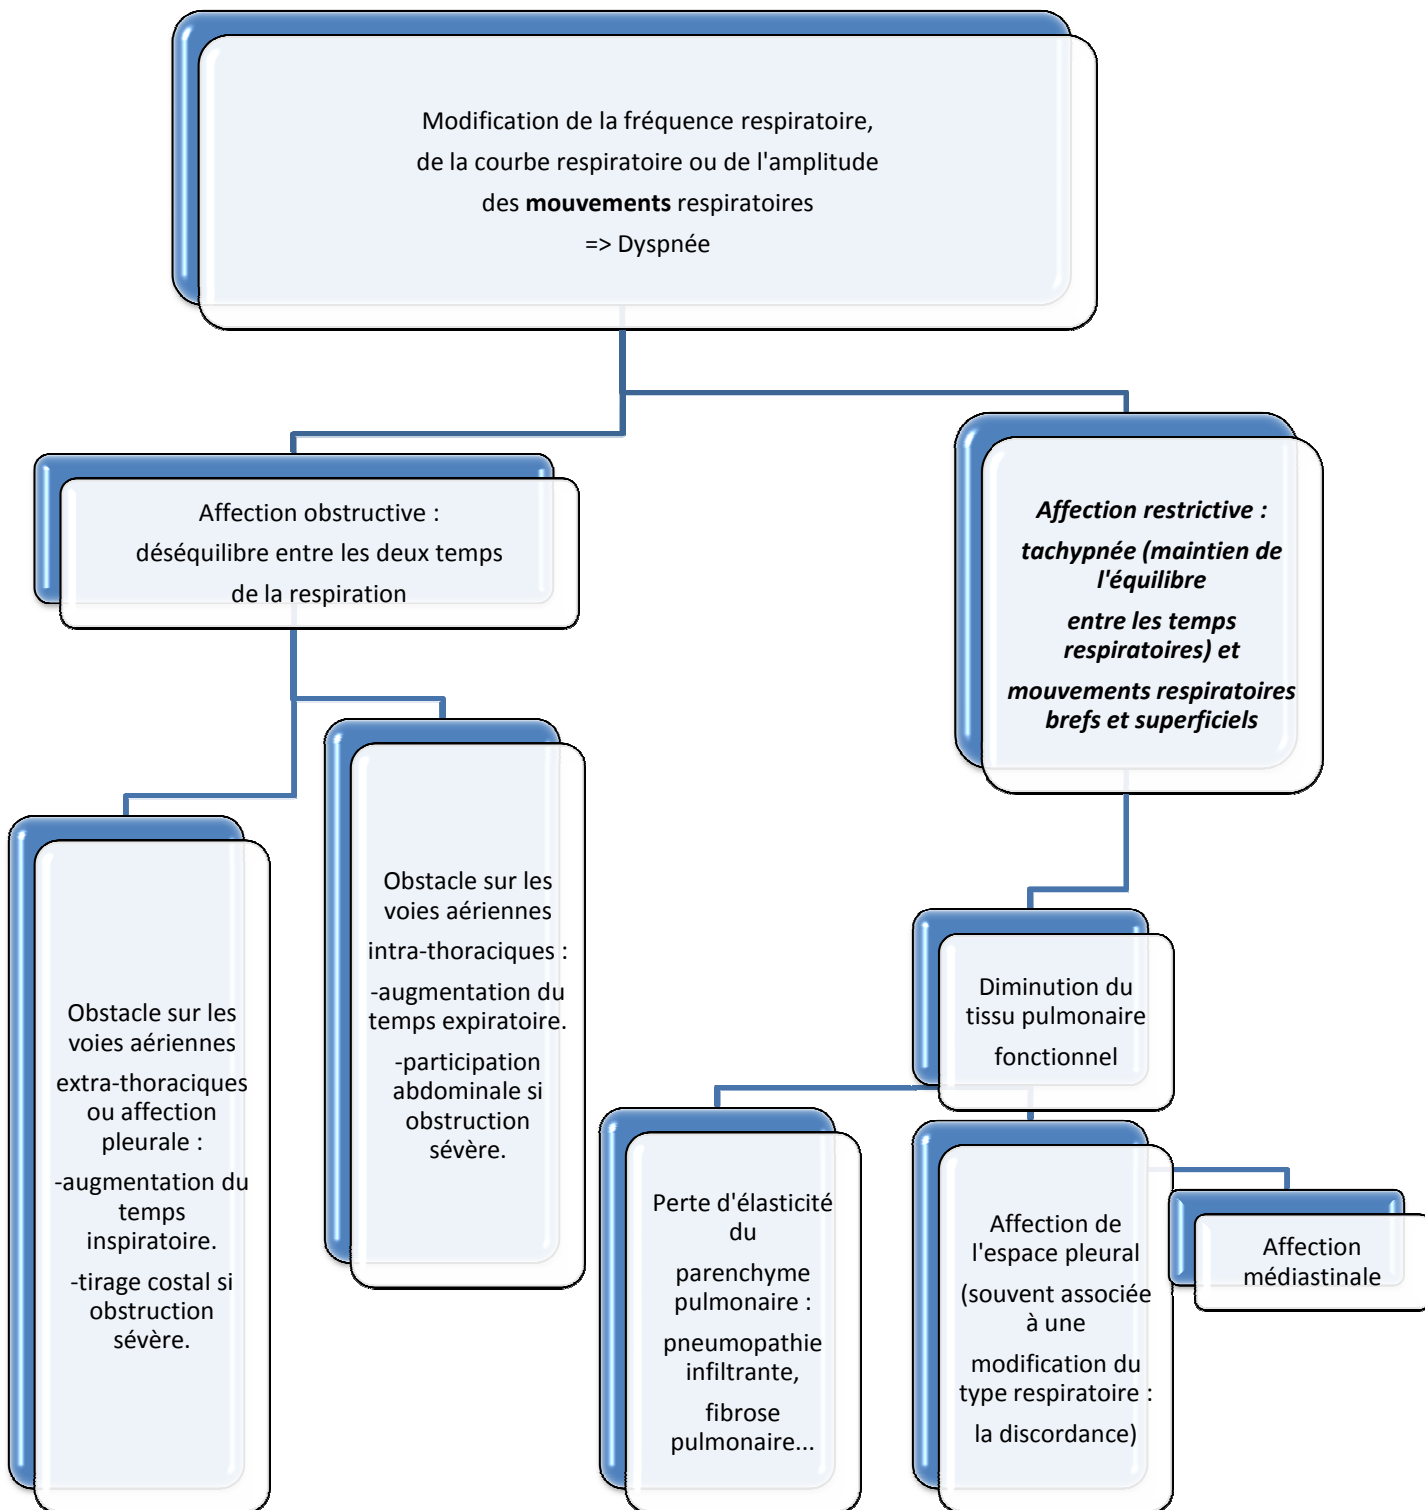 Modification de la fréquence respiratoire,
de la courbe respiratoire ou de l'amplitude
des mouvements respiratoires
=> Dyspnée
Affection obstructive :
déséquilibre entre les deux temps
de la respiration
Affection restrictive :
tachypnée (maintien de
l'équilibre
entre les temps
respiratoires) et
mouvements respiratoires
brefs et superficiels
Obstacle sur les
voies aériennes
extra-thoraciques
ou affection
pleurale :
-augmentation du
temps
inspiratoire.
-tirage costal si
obstruction
sévère.
Obstacle sur les
voies aériennes
intra-thoraciques :
-augmentation du
temps expiratoire.
-participation
abdominale si
obstruction
sévère.
Diminution du
tissu pulmonaire
fonctionnel
Perte d'élasticité
du
parenchyme
pulmonaire :
pneumopathie
infiltrante,
fibrose
pulmonaire...
Affection de
l'espace pleural
(souvent associée
à une
modification du
type respiratoire :
la discordance)
Affection
médiastinale